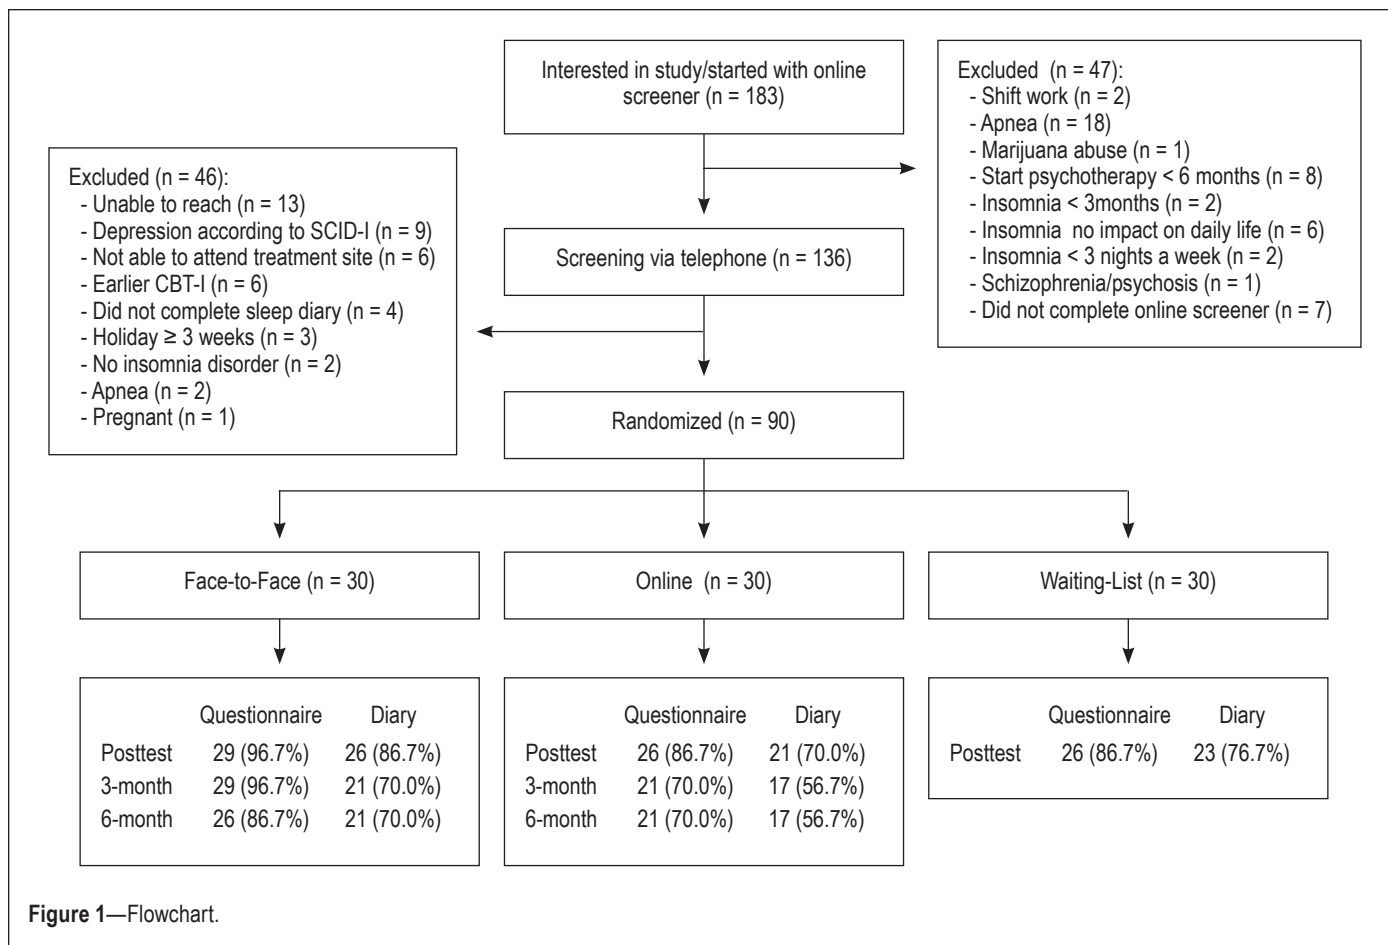 Interested in study/started with online
screener (n = 183)
Excluded (n = 47):
- Shift work (n = 2)
- Apnea (n = 18)
- Marijuana abuse (n = 1)
- Start psychotherapy < 6 months (n = 8)
- Insomnia < 3months (n = 2)
- Insomnia no impact on daily life (n = 6)
- Insomnia < 3 nights a week (n = 2)
- Schizophrenia/psychosis (n = 1)
- Did not complete online screener (n = 7)
Excluded (n = 46):
- Unable to reach (n = 13)
- Depression according to SCID-I (n = 9)
- Not able to attend treatment site (n = 6)
- Earlier CBT-I (n = 6)
- Did not complete sleep diary (n = 4)
- Holiday ≥ 3 weeks (n = 3)
- No insomnia disorder (n = 2)
- Apnea (n = 2)
- Pregnant (n = 1)
Screening via telephone (n = 136)
Randomized (n = 90)
Face-to-Face (n = 30)
Online (n = 30)
Waiting-List (n = 30)
Questionnaire Diary
Posttest 29 (96.7%) 26 (86.7%)
3-month 29 (96.7%) 21 (70.0%)
6-month 26 (86.7%) 21 (70.0%)
Questionnaire Diary
Posttest 26 (86.7%) 21 (70.0%)
3-month 21 (70.0%) 17 (56.7%)
6-month 21 (70.0%) 17 (56.7%)
Questionnaire Diary
Posttest 26 (86.7%) 23 (76.7%)
Figure 1—Flowchart.